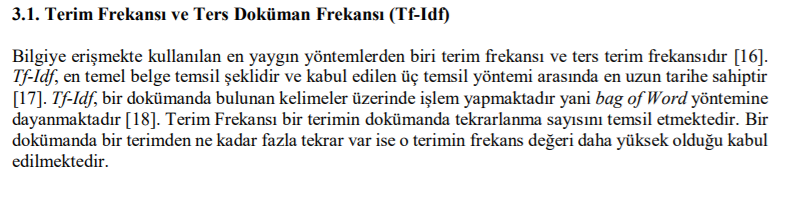 3.1. Terim Frekansı ve Ters Doküman Frekansı (Tf-Idf)
Bilgiye erişmekte kullanılan en yaygın yöntemlerden biri terim frekansı ve ters terim frekansıdır [16].
Tf-Idf, en temel belge temsil şeklidir ve kabul edilen üç temsil yöntemi arasında en uzun tarihe sahiptir
[17]. Tf-Idf, bir dokümanda bulunan kelimeler üzerinde işlem yapmaktadır yani bag of Word yöntemine
dayanmaktadır [18]. Terim Frekansı bir terimin dokümanda tekrarlanma sayısını temsil etmektedir. Bir
dokümanda bir terimden ne kadar fazla tekrar var ise o terimin frekans değeri daha yüksek olduğu kabul
edilmektedir.